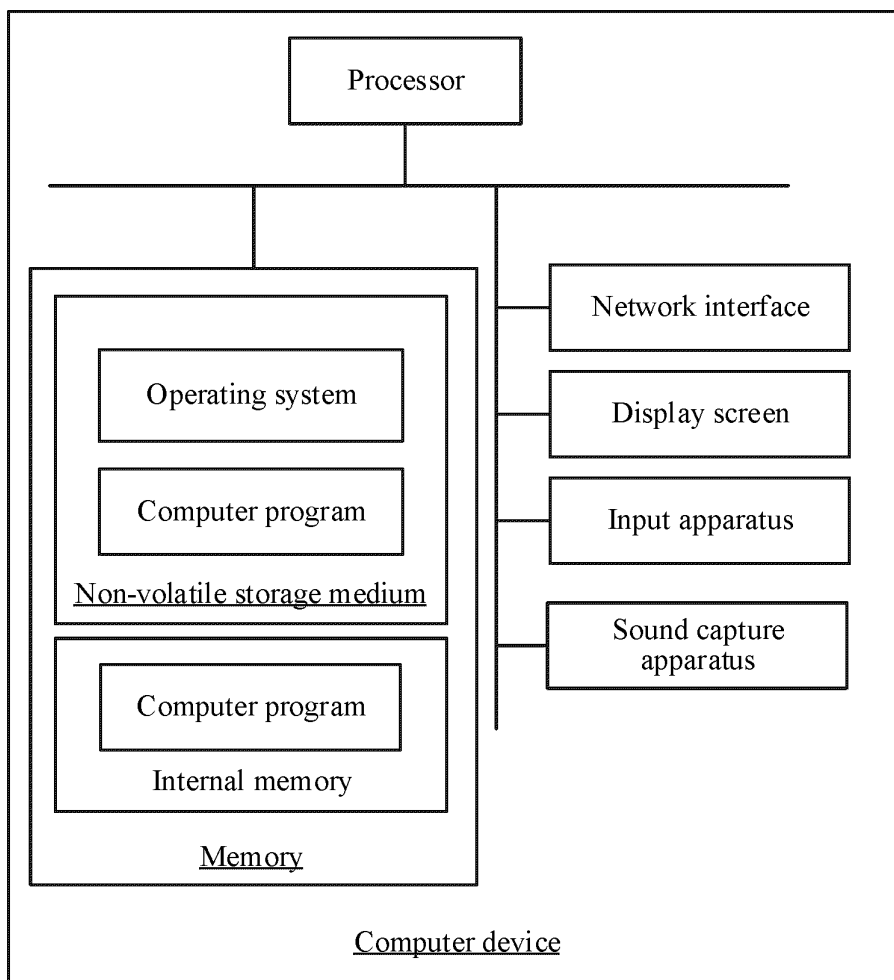 Processor
Operating system
Computer program
Non-volatile storage medium
Computer program
Internal memory
Memory
Network interface
Display screen
Input apparatus
Sound capture
apparatus
Computer device